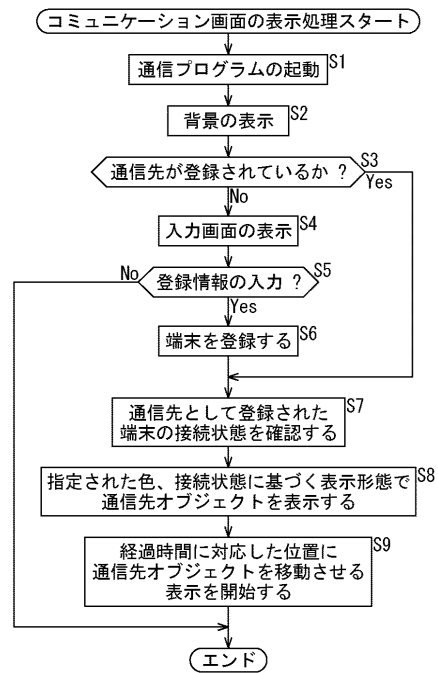 コミュニケーション画面の表示処理スタート
通信プログラムの起動 S1
背景の表示 S2
通信先が登録されているか ? S3
Yes
No
入力画面の表示 S4
No
登録情報の入力 ? S5
Yes
端末を登録する S6
通信先として登録された S7
端末の接続状態を確認する
指定された色、接続状態に基づく表示形態で S8
通信先オブジェクトを表示する
経過時間に対応した位置に S9
通信先オブジェクトを移動させる
表示を開始する
エンド